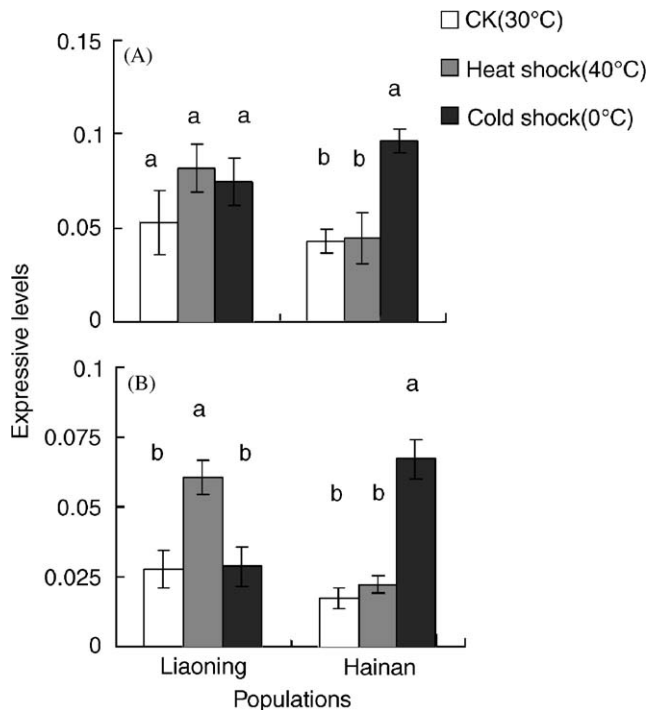 CK(30°C)
Heat shock(40°C)
Cold shock(0°C)
Expressive levels
0.15
0.1
0.05
0
(A)
a
a
a
b
b
a
0.1
0.075
0.05
0.025
0
(B)
b
a
b
b
b
a
Liaoning
Hainan
Populations